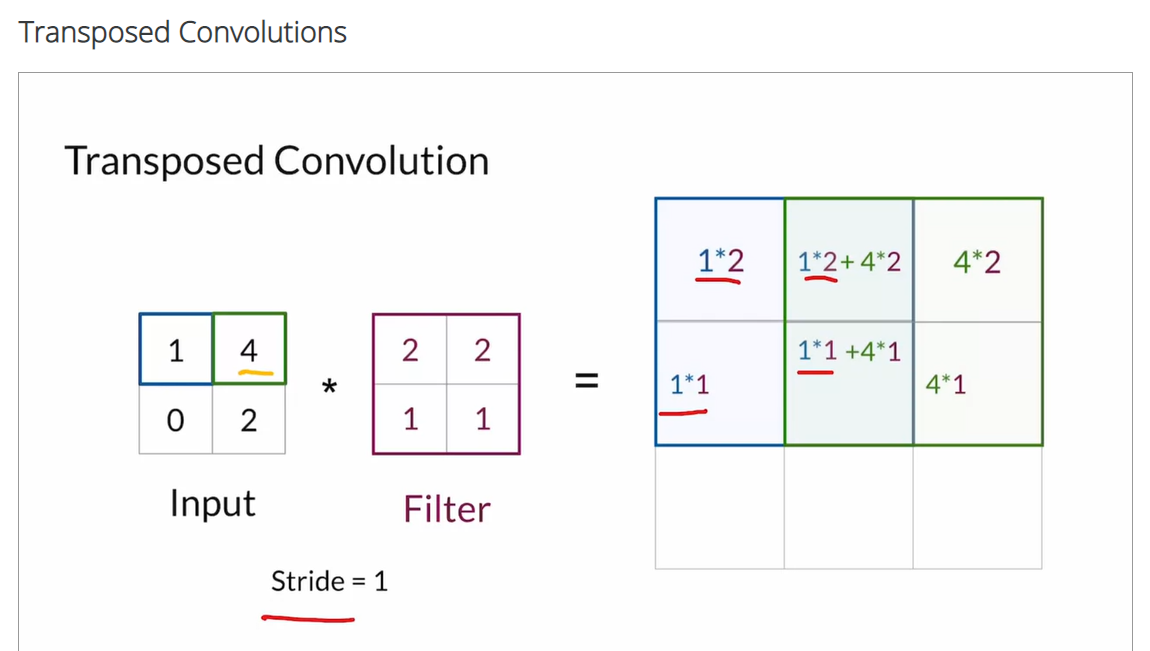 Transposed Convolutions
Transposed Convolution
1*2 1*2+ 4*2 4*2
1 4 2 2 1*1 +4*1
* =
1*1 4*1
0 2 1 1
Input Filter
Stride = 1